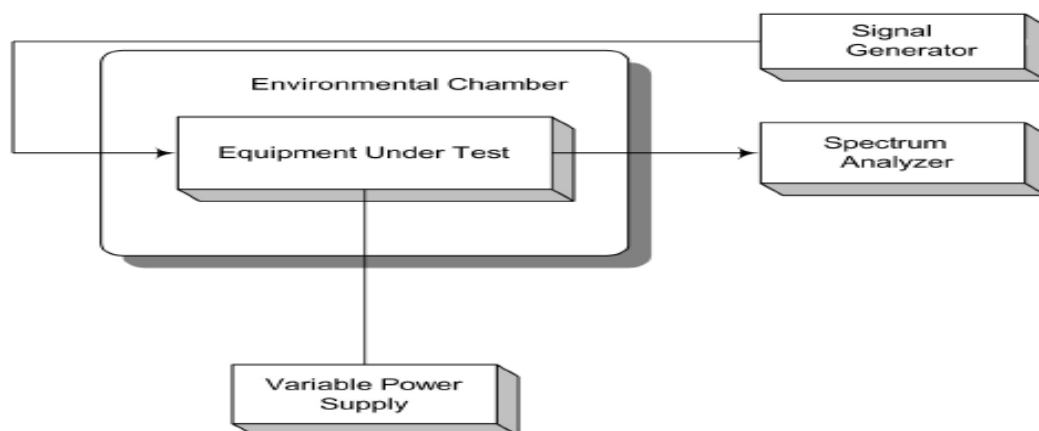 Signal
Generator
Environmental Chamber
Equipment Under Test
Spectrum
Analyzer
Variable Power
Supply